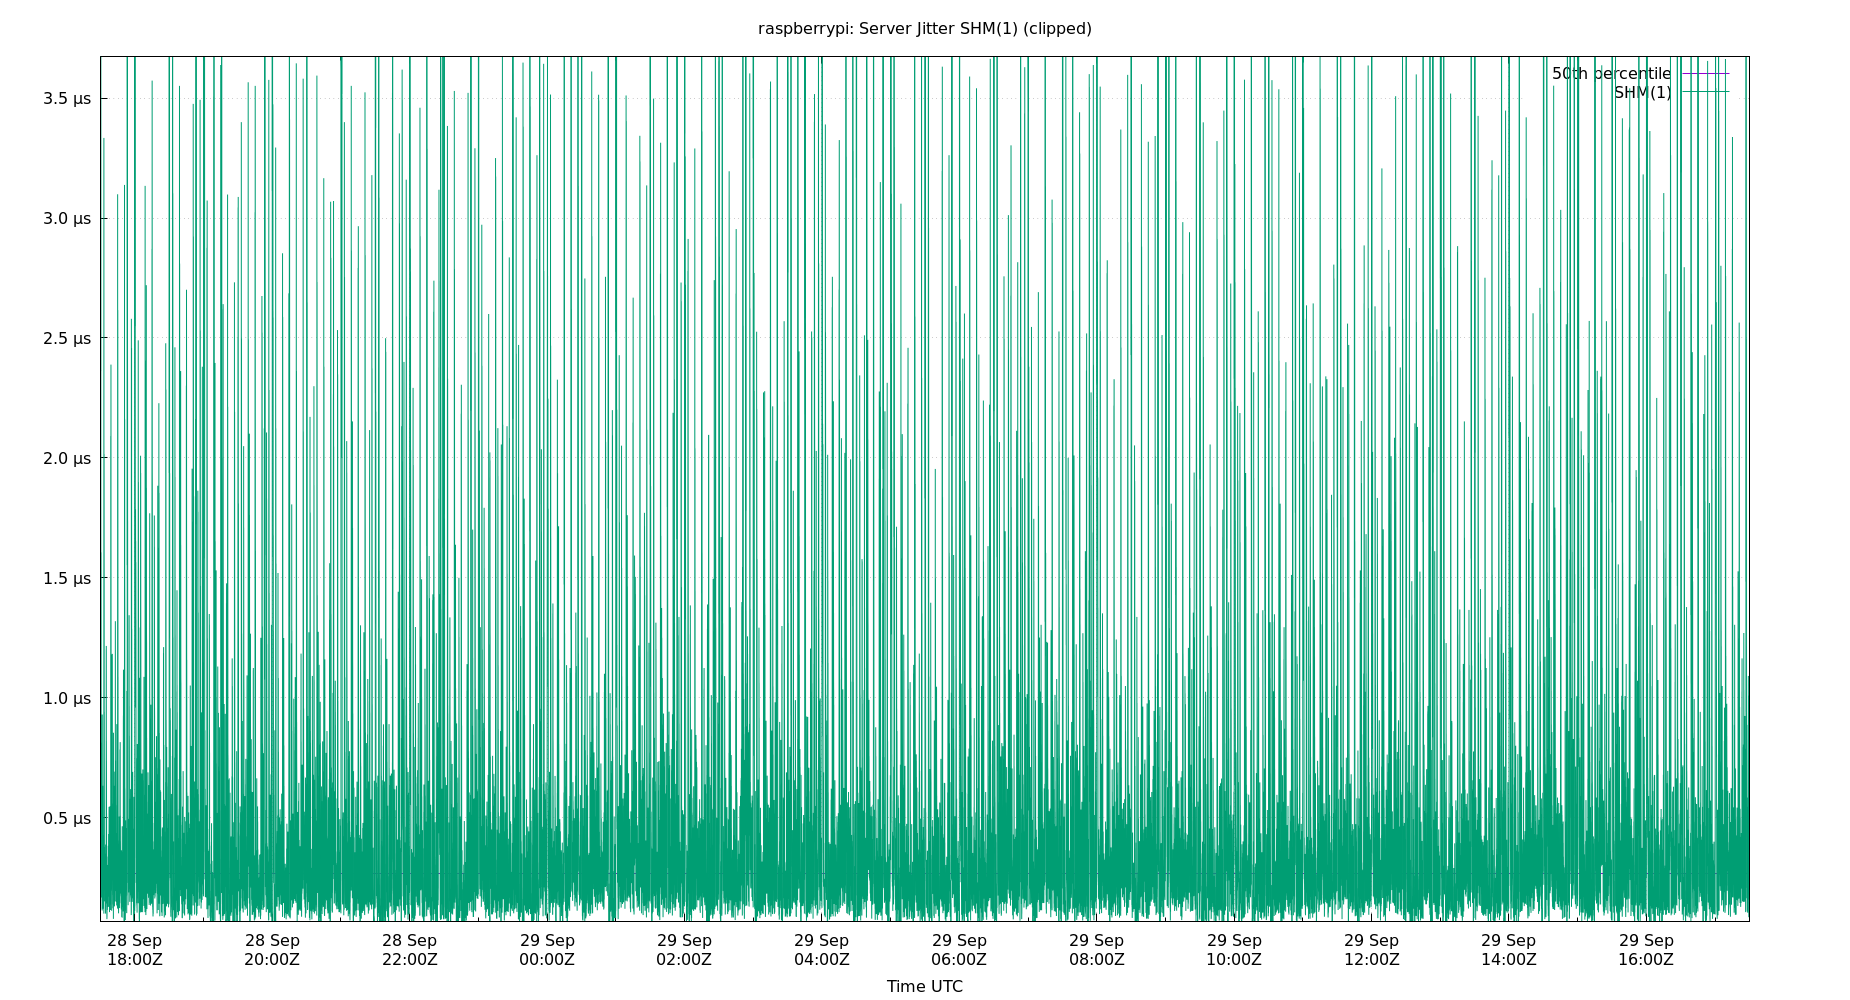 raspberrypi: Server Jitter SHM(1) (clipped)
50th percentile
SHM(1)
3.5 µs
3.0 µs
2.5 µs
2.0 µs
1.5 µs
1.0 µs
0.5 µs
28 Sep 28 Sep 28 Sep 29 Sep 29 Sep 29 Sep 29 Sep 29 Sep 29 Sep 29 Sep 29 Sep 29 Sep
18:00Z 20:00Z 22:00Z 00:00Z 02:00Z 04:00Z 06:00Z 08:00Z 10:00Z 12:00Z 14:00Z 16:00Z
Time UTC